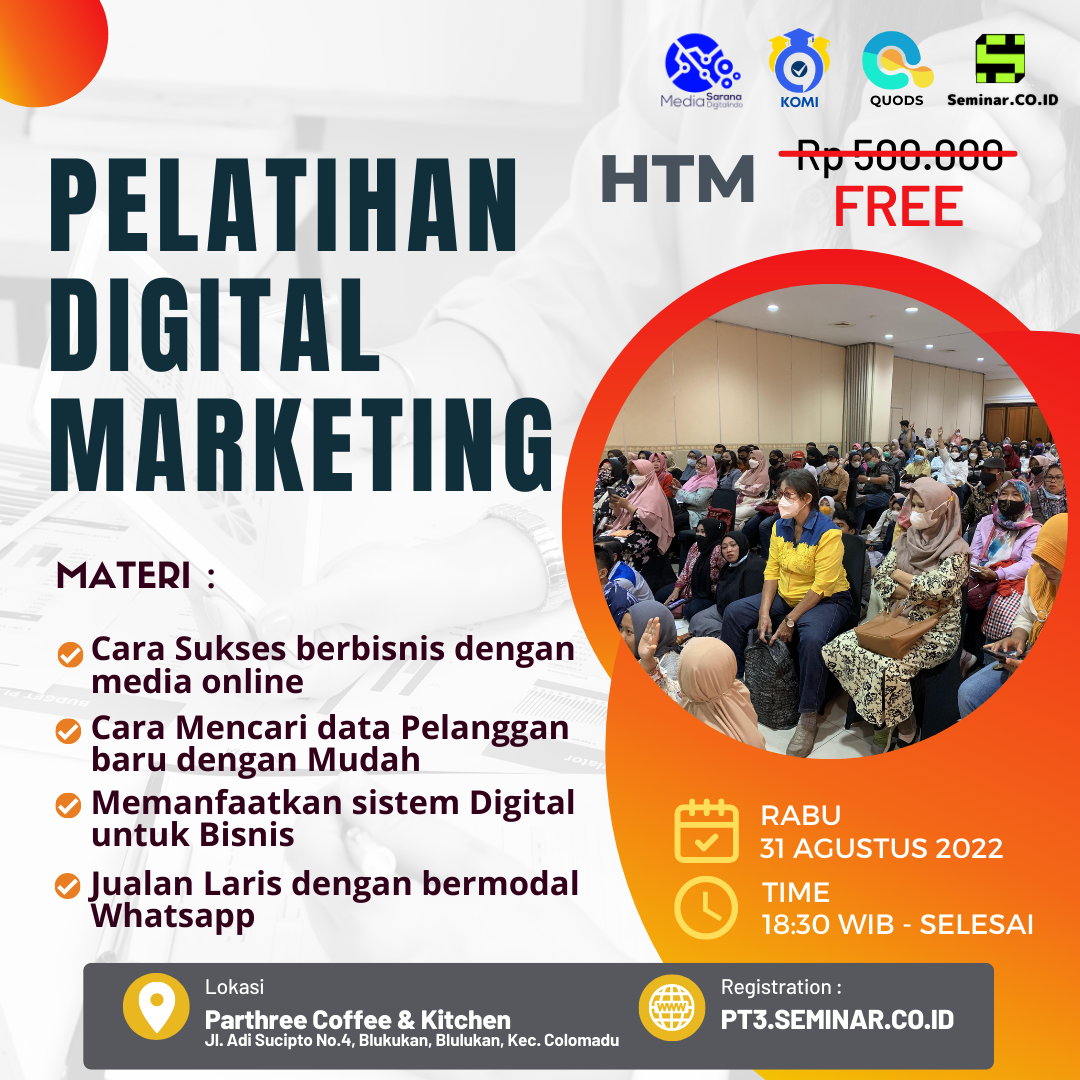 Media Sarana Digitalindo
KOMI
QUODS
Seminar.CO.ID
HTM
Rp 500.000
FREE
PELATIHAN
DIGITAL
MARKETING
MATERI :
Cara Sukses berbisnis dengan
media online
Cara Mencari data Pelanggan
baru dengan Mudah
Memanfaatkan sistem Digital
untuk Bisnis
Jualan Laris dengan bermodal
Whatsapp
RABU
31 AGUSTUS 2022
TIME
18:30 WIB - SELESAI
Lokasi
Parthree Coffee & Kitchen
Jl. Adi Sucipto No.4, Blukukan, Blulukan, Kec. Colomadu
WWW
Registration :
PT3.SEMINAR.CO.ID